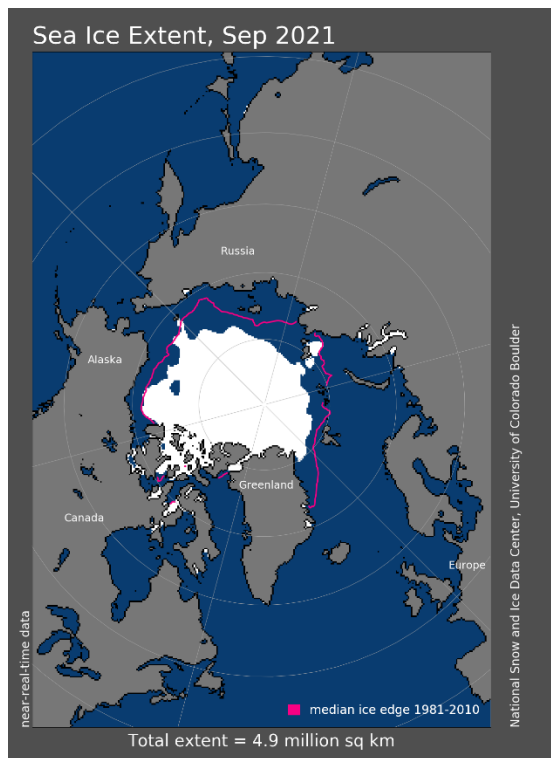 Sea Ice Extent, Sep 2021
Russia
Alaska
Greenland
Canada
Europe
near-real-time data
National Snow and Ice Data Center, University of Colorado Boulder
median ice edge 1981-2010
Total extent = 4.9 million sq km